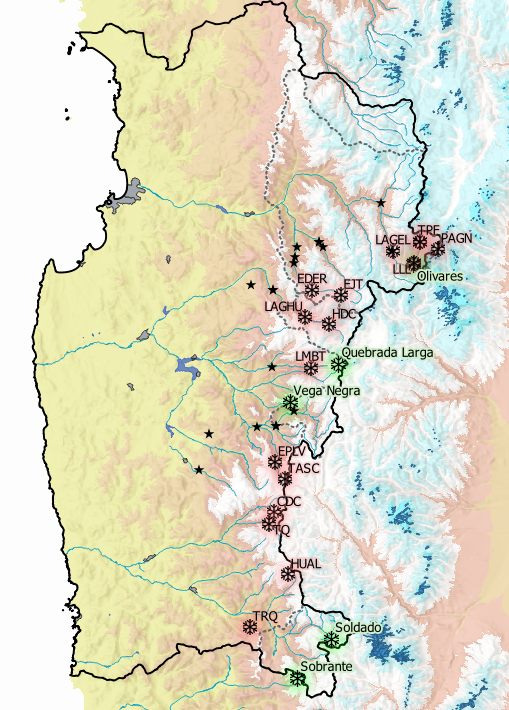 TPF
LAGEL
PAGN
LLL
Olivares
EDER
EJT
LAGHU
HDC
Quebrada Larga
LMBT
Vega Negra
EPLV
TASC
CDC
TQ
HUAL
TRQ
Soldado
Sobrante